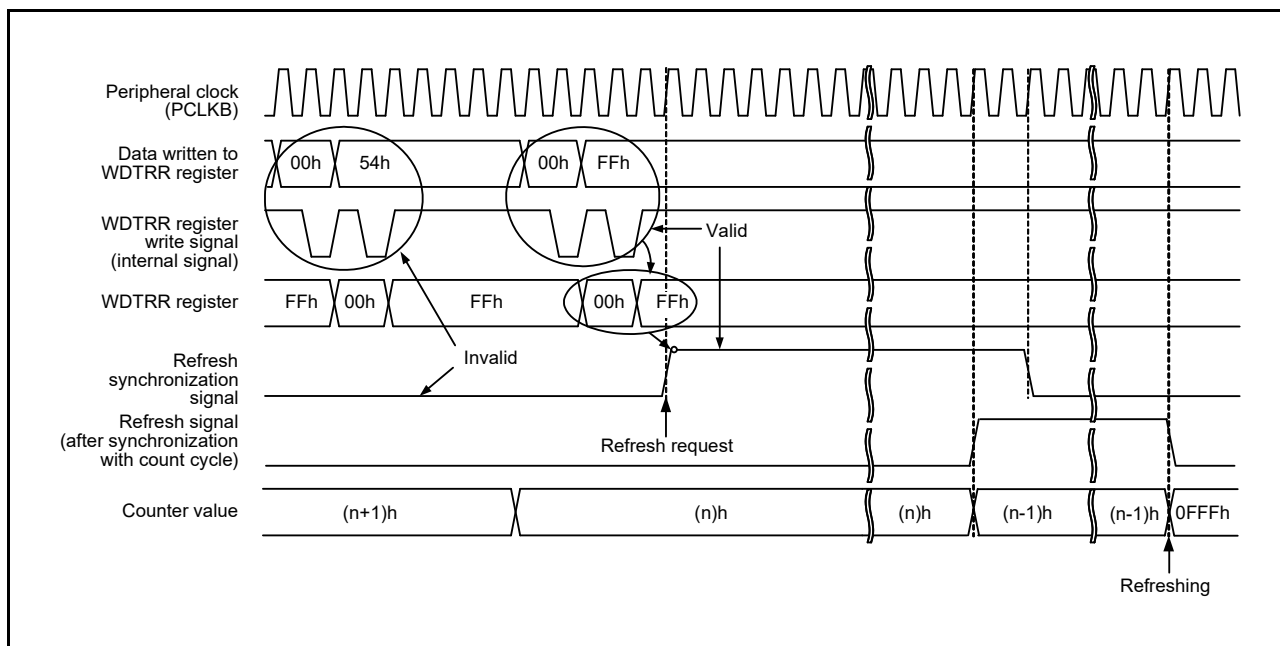 Peripheral clock
(PCLKB)
Data written to
WDTRR register
00h
54h
00h
FFh
WDTRR register
write signal
(internal signal)
Valid
WDTRR register
FFh
00h
FFh
00h
FFh
Invalid
Refresh
synchronization
signal
Refresh request
Refresh signal
(after synchronization
with count cycle)
Counter value
(n+1)h
(n)h
(n)h
(n-1)h
(n-1)h
0FFFh
Refreshing